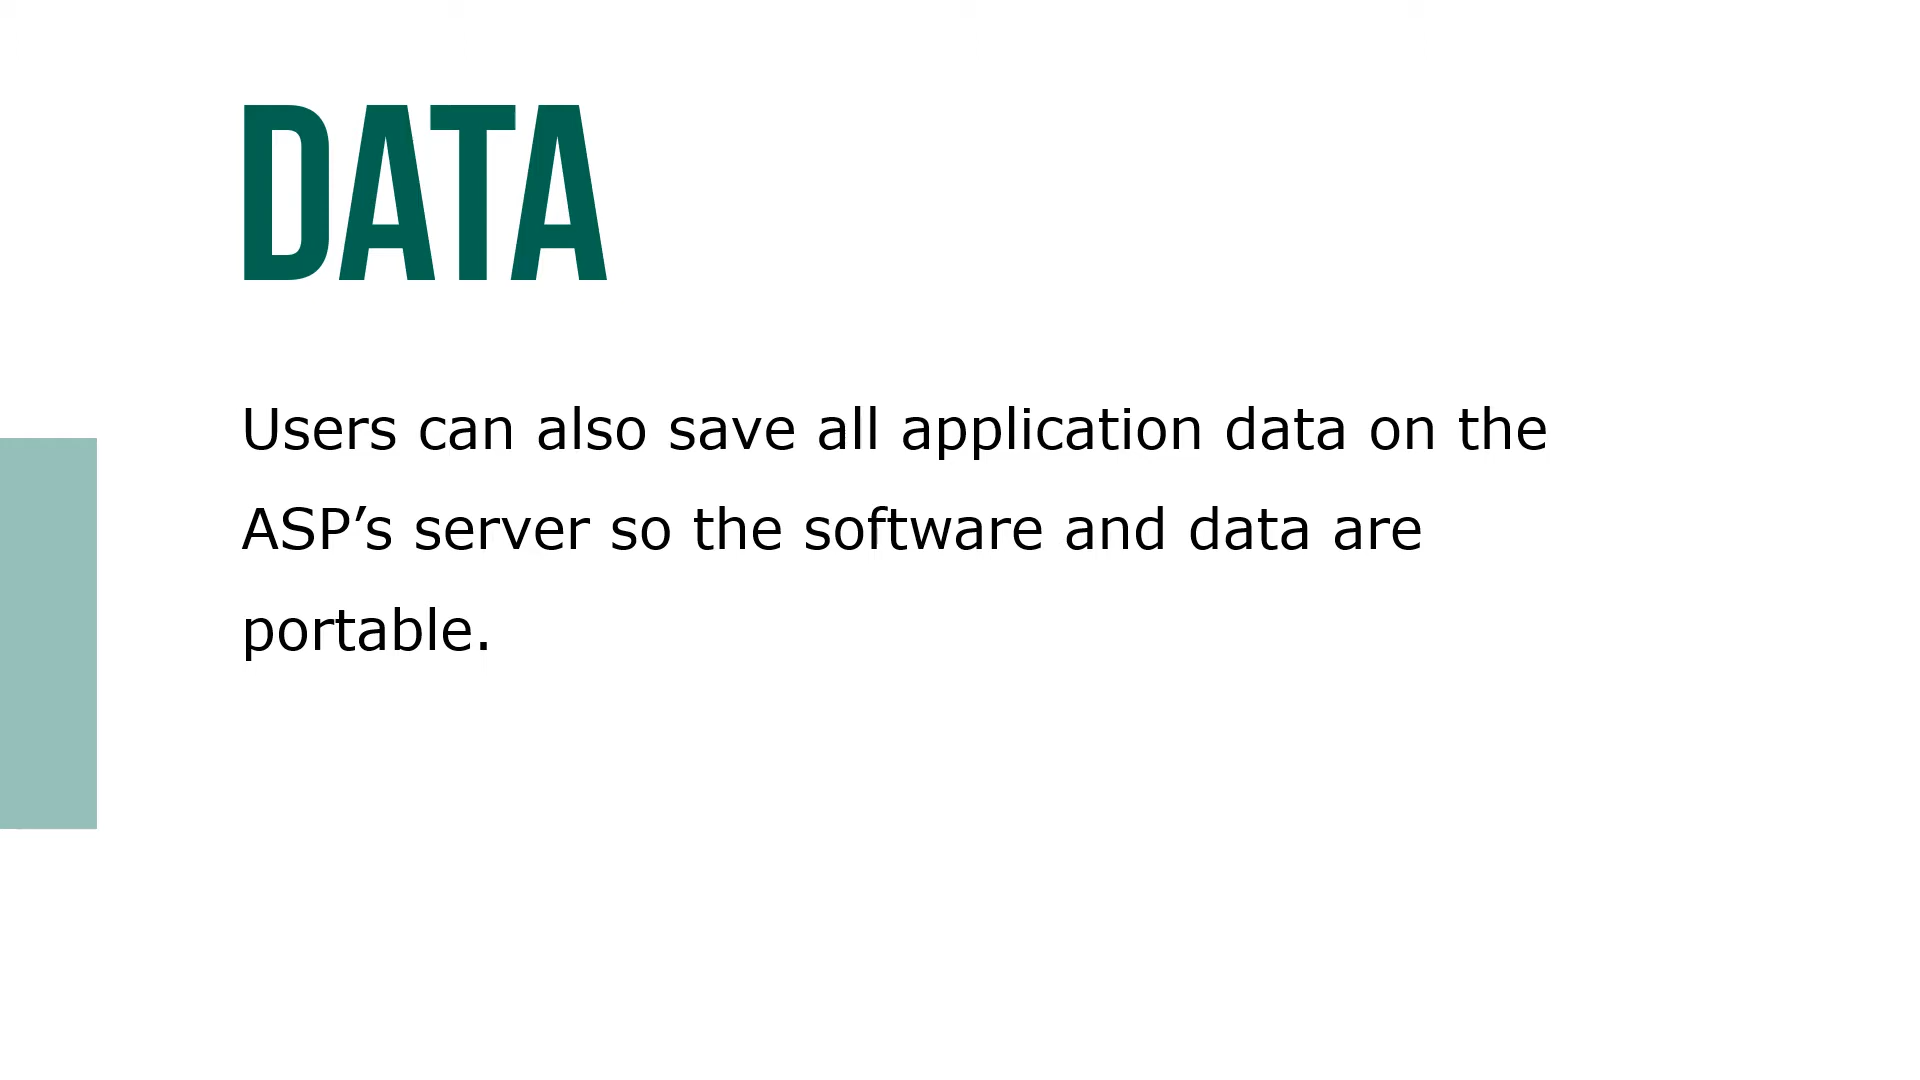 DATA
Users can also save all application data on the
ASP’s server so the software and data are
portable.